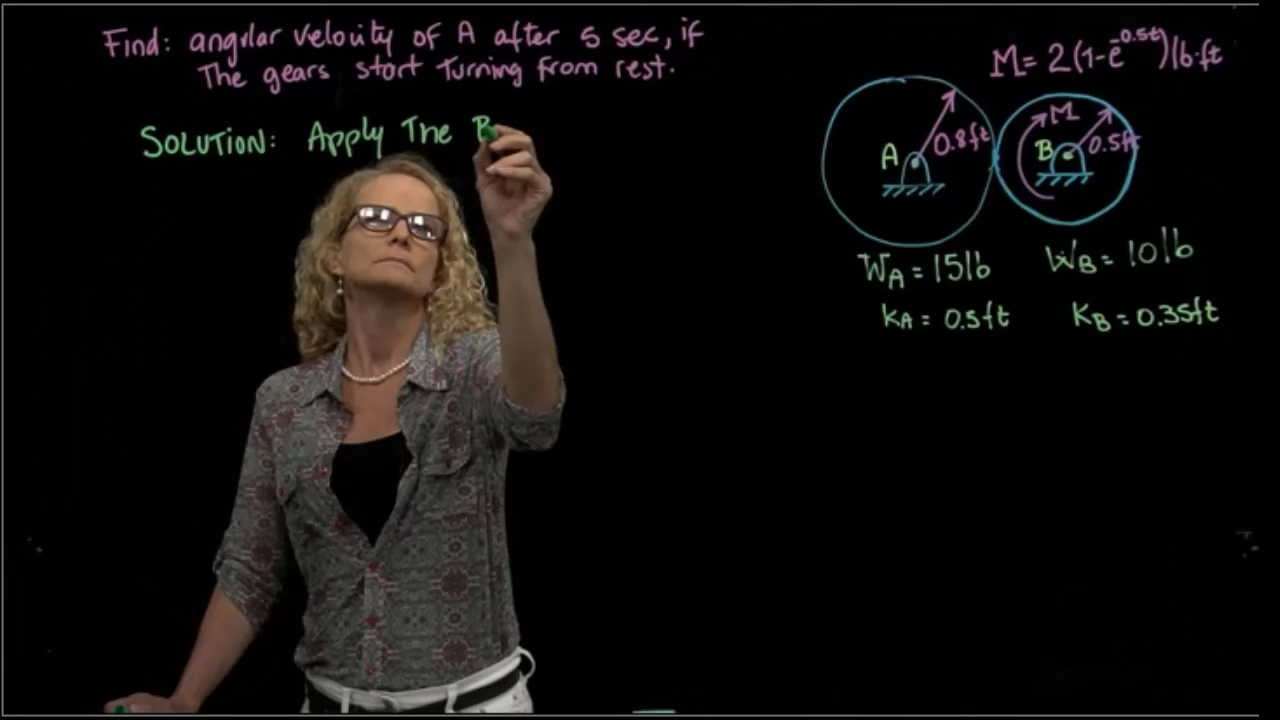 Find: angular velocity of A after 5 sec, if
The gears start turning from rest.
SOLUTION: Apply The
M = 2(1-e^-0.5t) lb·ft
A
0.8ft
M
B
0.5ft
WA = 15lb
WB = 10lb
kA = 0.5ft
KB = 0.35ft